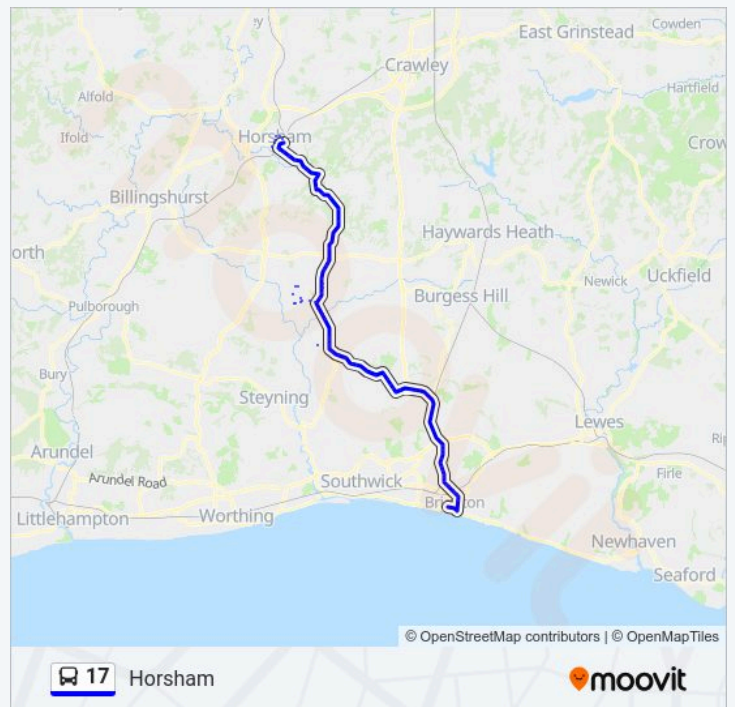 Cowden
East Grinstead
Crawley
Hartfield
Alfold
Ifold
Horsham
Crow
Billingshurst
orth
Haywards Heath
Newick
Uckfield
Burgess Hill
Pulborough
Bury
Steyning
Lewes
Rip
Arundel
Firle
Arundel Road
Southwick
Brighton
Littlehampton
Worthing
Newhaven
Seaford
© OpenStreetMap contributors | © OpenMapTiles
17 Horsham
moovit